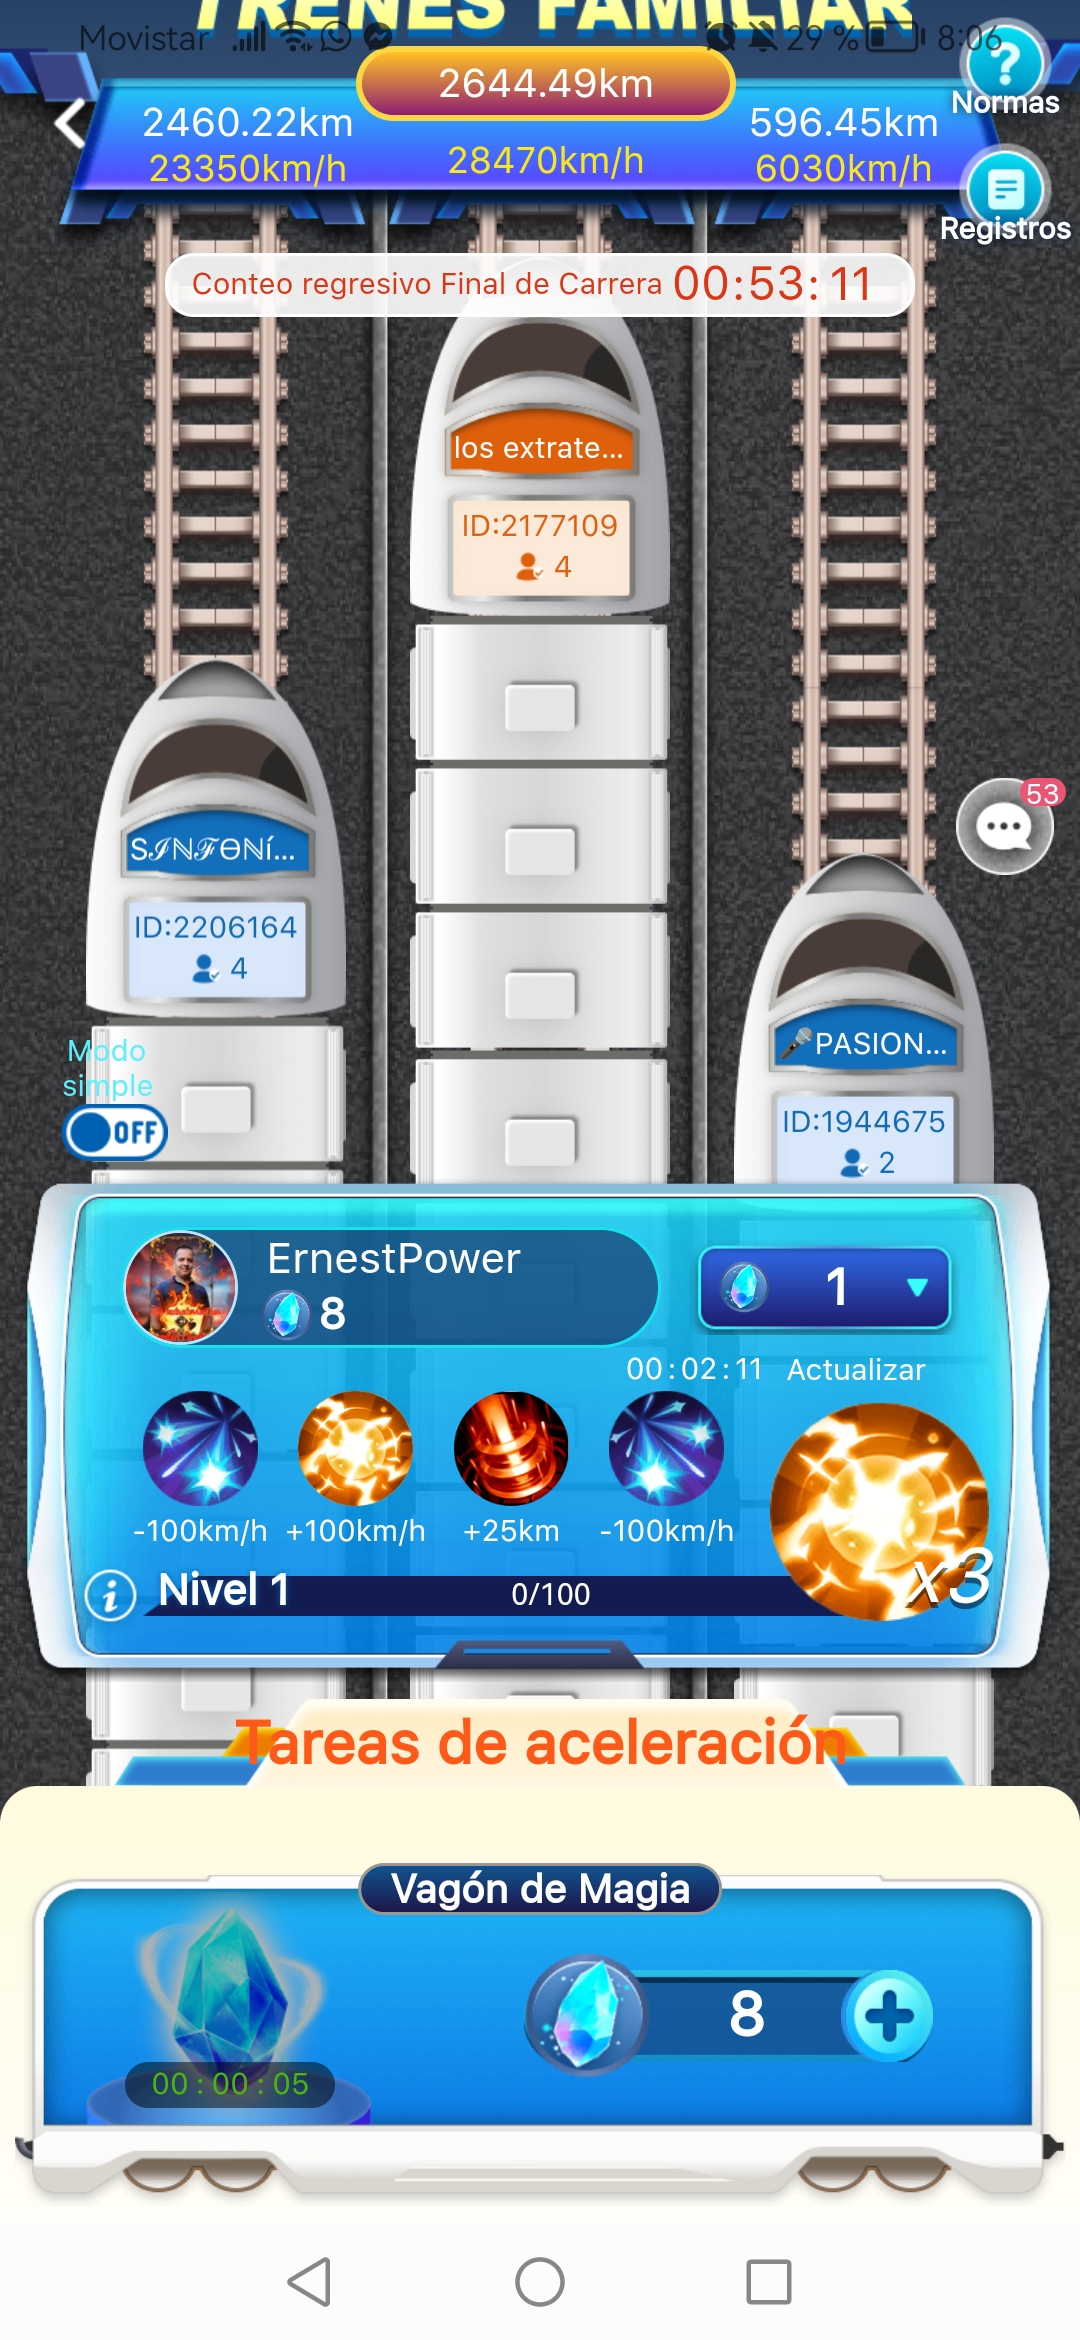 TRENES FAMILIAR
Movistar 29 % 8:06
2644.49km
Normas
2460.22km
596.45km
23350km/h
28470km/h
6030km/h
Registros
Conteo regresivo Final de Carrera 00:53:11
los extrate...
ID:2177109
4
53
S𝓘ℕ𝓕ϴℕí...
ID:2206164
4
Modo
simple
OFF
🎤PASION...
ID:1944675
2
ErnestPower
8
1
00:02:11 Actualizar
-100km/h +100km/h +25km -100km/h
x3
Nivel 1 0/100
Tareas de aceleración
Vagón de Magia
8
00:00:05